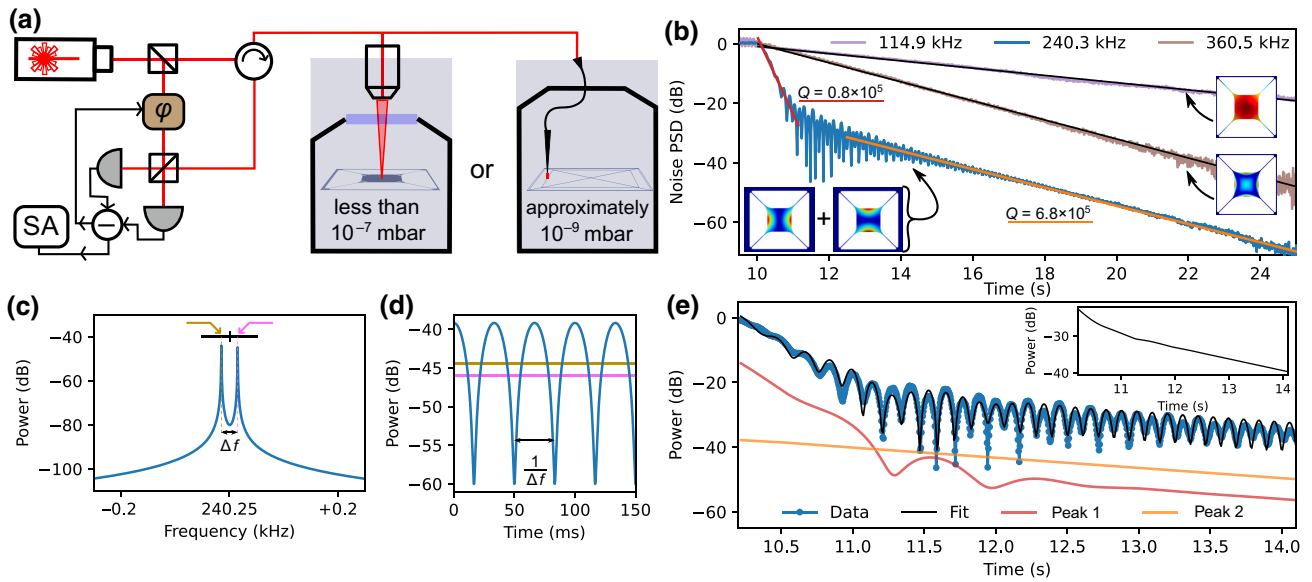 (a)
φ
SA
−
less than
10⁻⁷ mbar
or
approximately
10⁻⁹ mbar
(b)
114.9 kHz 240.3 kHz 360.5 kHz
Noise PSD (dB)
0
−20
−40
−60
Q = 0.8×10⁵
+
Q = 6.8×10⁵
10 12 14 16 18 20 22 24
Time (s)
(c)
Power (dB)
−40
−60
−80
−100
Δf
−0.2 240.25 +0.2
Frequency (kHz)
(d)
Power (dB)
−40
−45
−50
−55
−60
1
Δf
0 50 100 150
Time (ms)
(e)
Power (dB)
0
−20
−40
−60
Power (dB)
−30
−40
11 12 13 14
Time (s)
Data Fit Peak 1 Peak 2
10.5 11.0 11.5 12.0 12.5 13.0 13.5 14.0
Time (s)